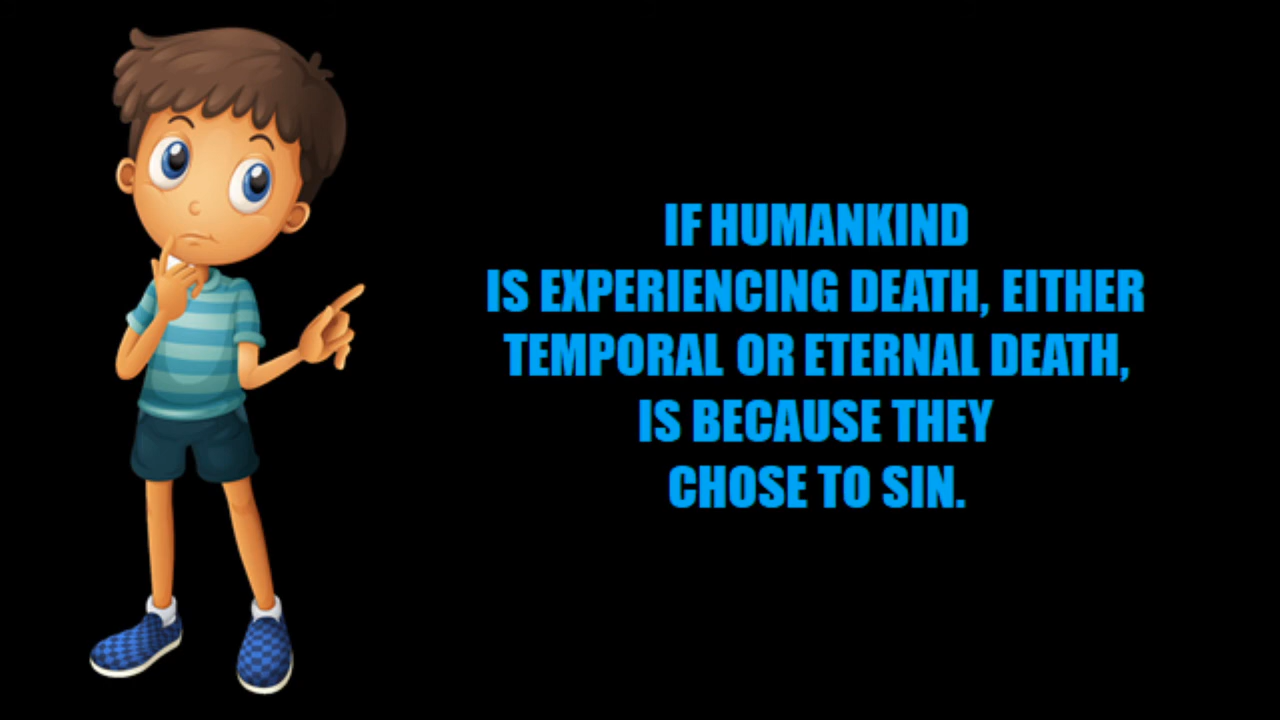 IF HUMANKIND
IS EXPERIENCING DEATH, EITHER
TEMPORAL OR ETERNAL DEATH,
IS BECAUSE THEY
CHOSE TO SIN.